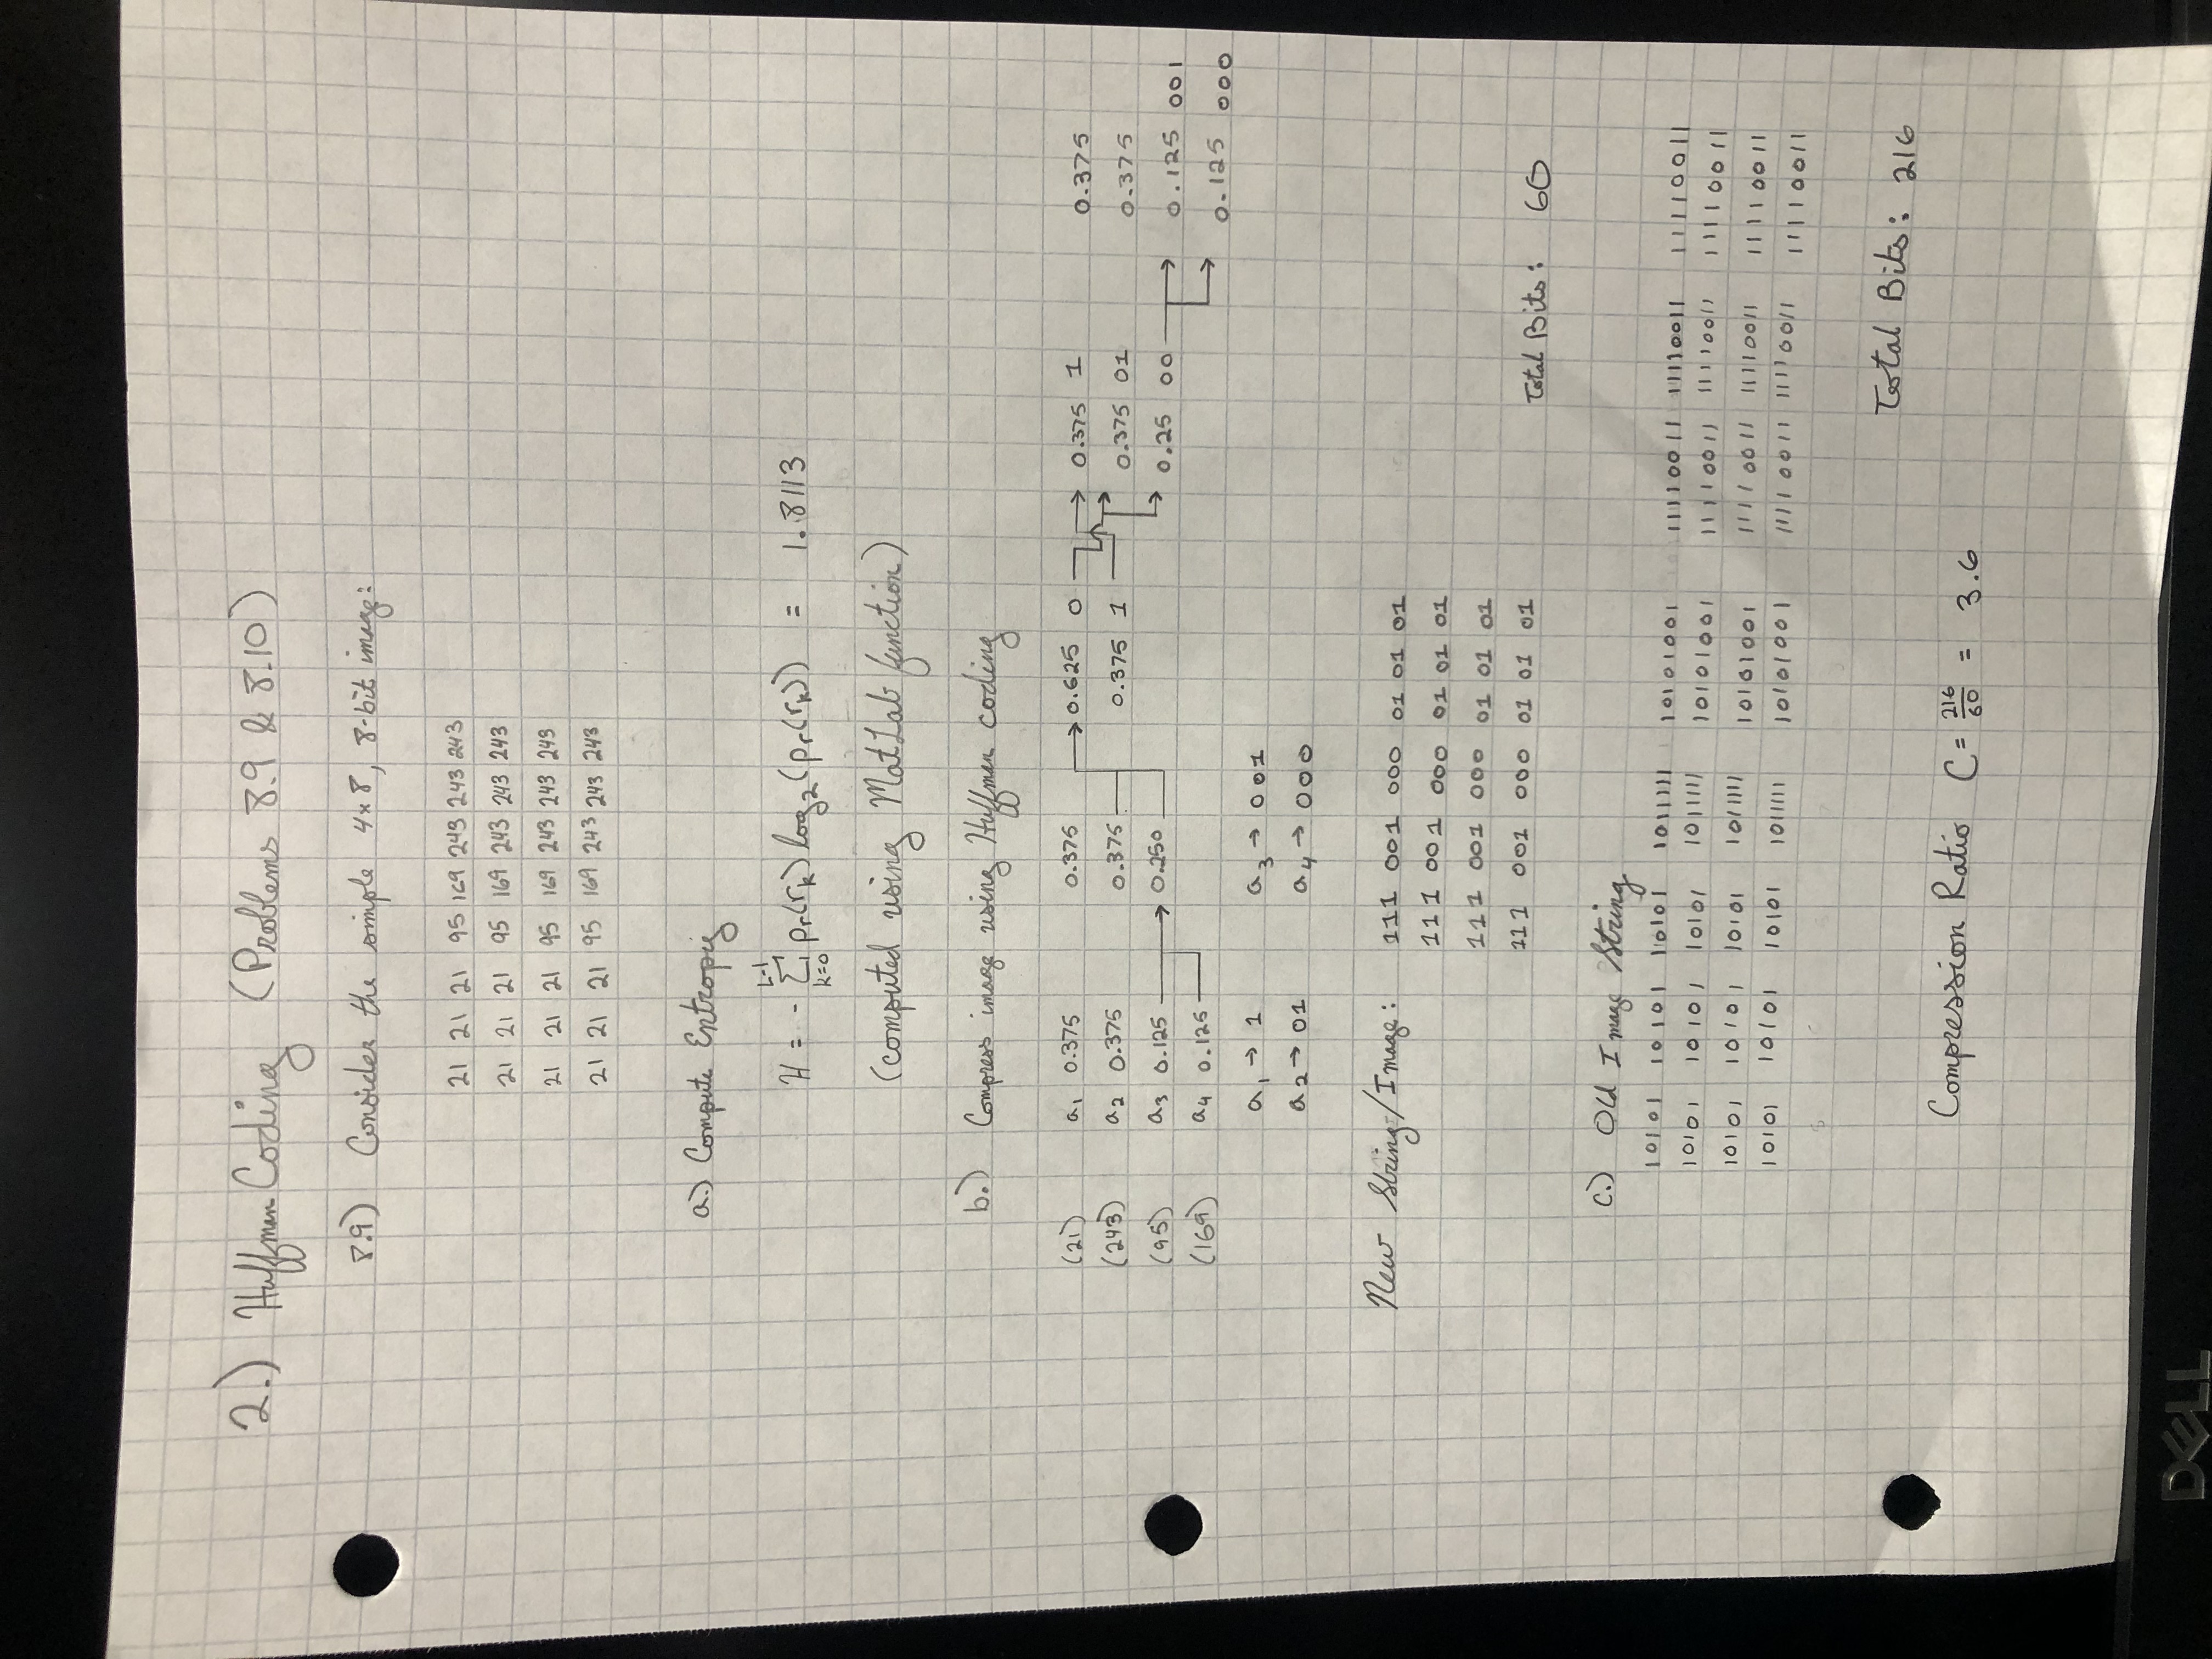 2.) Huffman Coding (Problems 8.9 & 8.10)
8.9) Consider the simple 4x8, 8-bit image:
21 21 21 95 169 243 243 243
21 21 21 95 169 243 243 243
21 21 21 95 169 243 243 243
21 21 21 95 169 243 243 243
a.) Compute Entropy
H = - Σ_{k=0}^{L-1} p_r(r_k) log_2(p_r(r_k)) = 1.8113
(computed using MatLab function)
b.) Compress image using Huffman coding
(21) a_1 0.375 0.375 → 0.625 0 → 0.375 1 0.375
(243) a_2 0.375 0.375 0.375 1 → 0.375 01 0.375
(95) a_3 0.125 → 0.250 → 0.25 00 → 0.125 001
(169) a_4 0.125 → 0.125 000
a_1 → 1 a_3 → 001
a_2 → 01 a_4 → 000
New String/Image: 111 001 000 01 01 01
111 001 000 01 01 01
111 001 000 01 01 01
111 001 000 01 01 01
Total Bits: 60
c.) Old Image String
10101 10101 10101 1011111 10101001 11110011 11110011 11110011
10101 10101 10101 1011111 10101001 11110011 11110011 11110011
10101 10101 10101 1011111 10101001 11110011 11110011 11110011
10101 10101 10101 1011111 10101001 11110011 11110011 11110011
Total Bits: 216
Compression Ratio C = 216/60 = 3.6
DELL